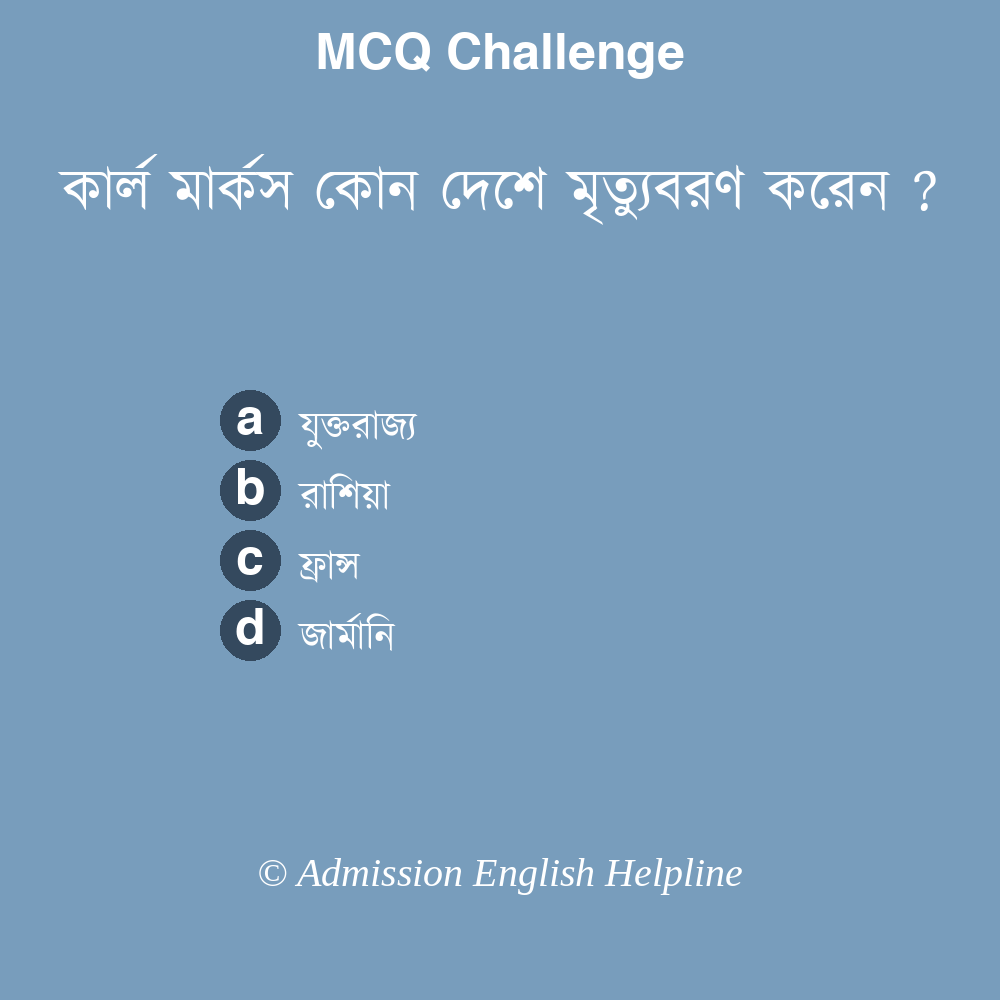 MCQ Challenge
কার্ল মার্কস কোন দেশে মৃত্যুবরণ করেন ?
a যুক্তরাজ্য
b রাশিয়া
c ফ্রান্স
d জার্মানি
© Admission English Helpline